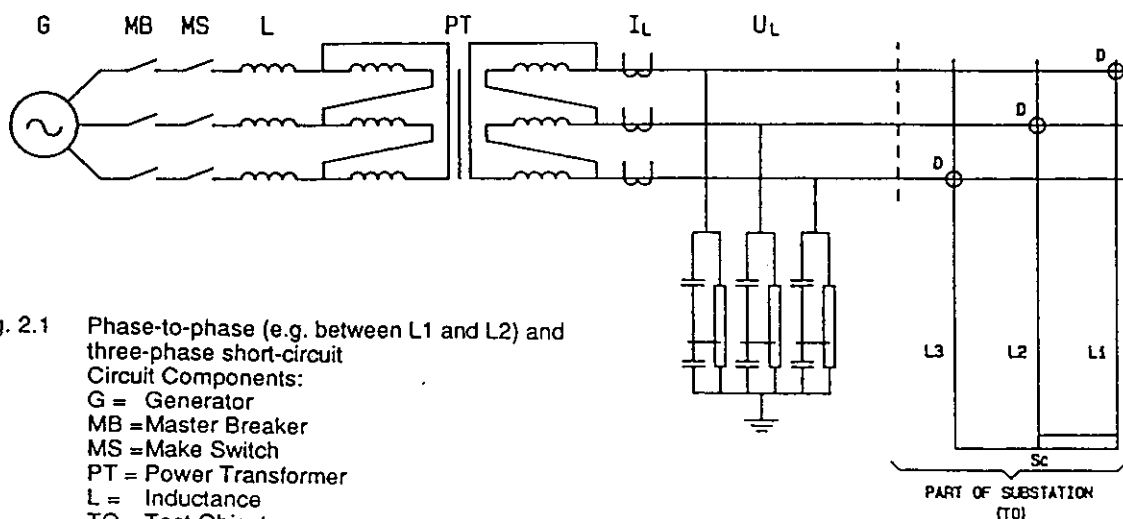 G MB MS L PT IL UL
D
D
D
g. 2.1 Phase-to-phase (e.g. between L1 and L2) and
three-phase short-circuit
Circuit Components:
G = Generator
MB =Master Breaker
MS =Make Switch
PT = Power Transformer
L = Inductance
L3 L2 L1
Sc
PART OF SUBSTATION
(TO)